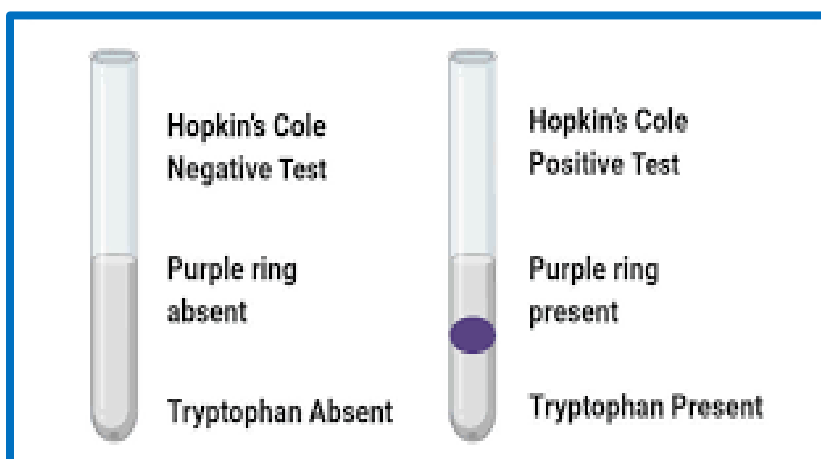 Hopkin's Cole
Negative Test
Purple ring
absent
Tryptophan Absent
Hopkin's Cole
Positive Test
Purple ring
present
Tryptophan Present